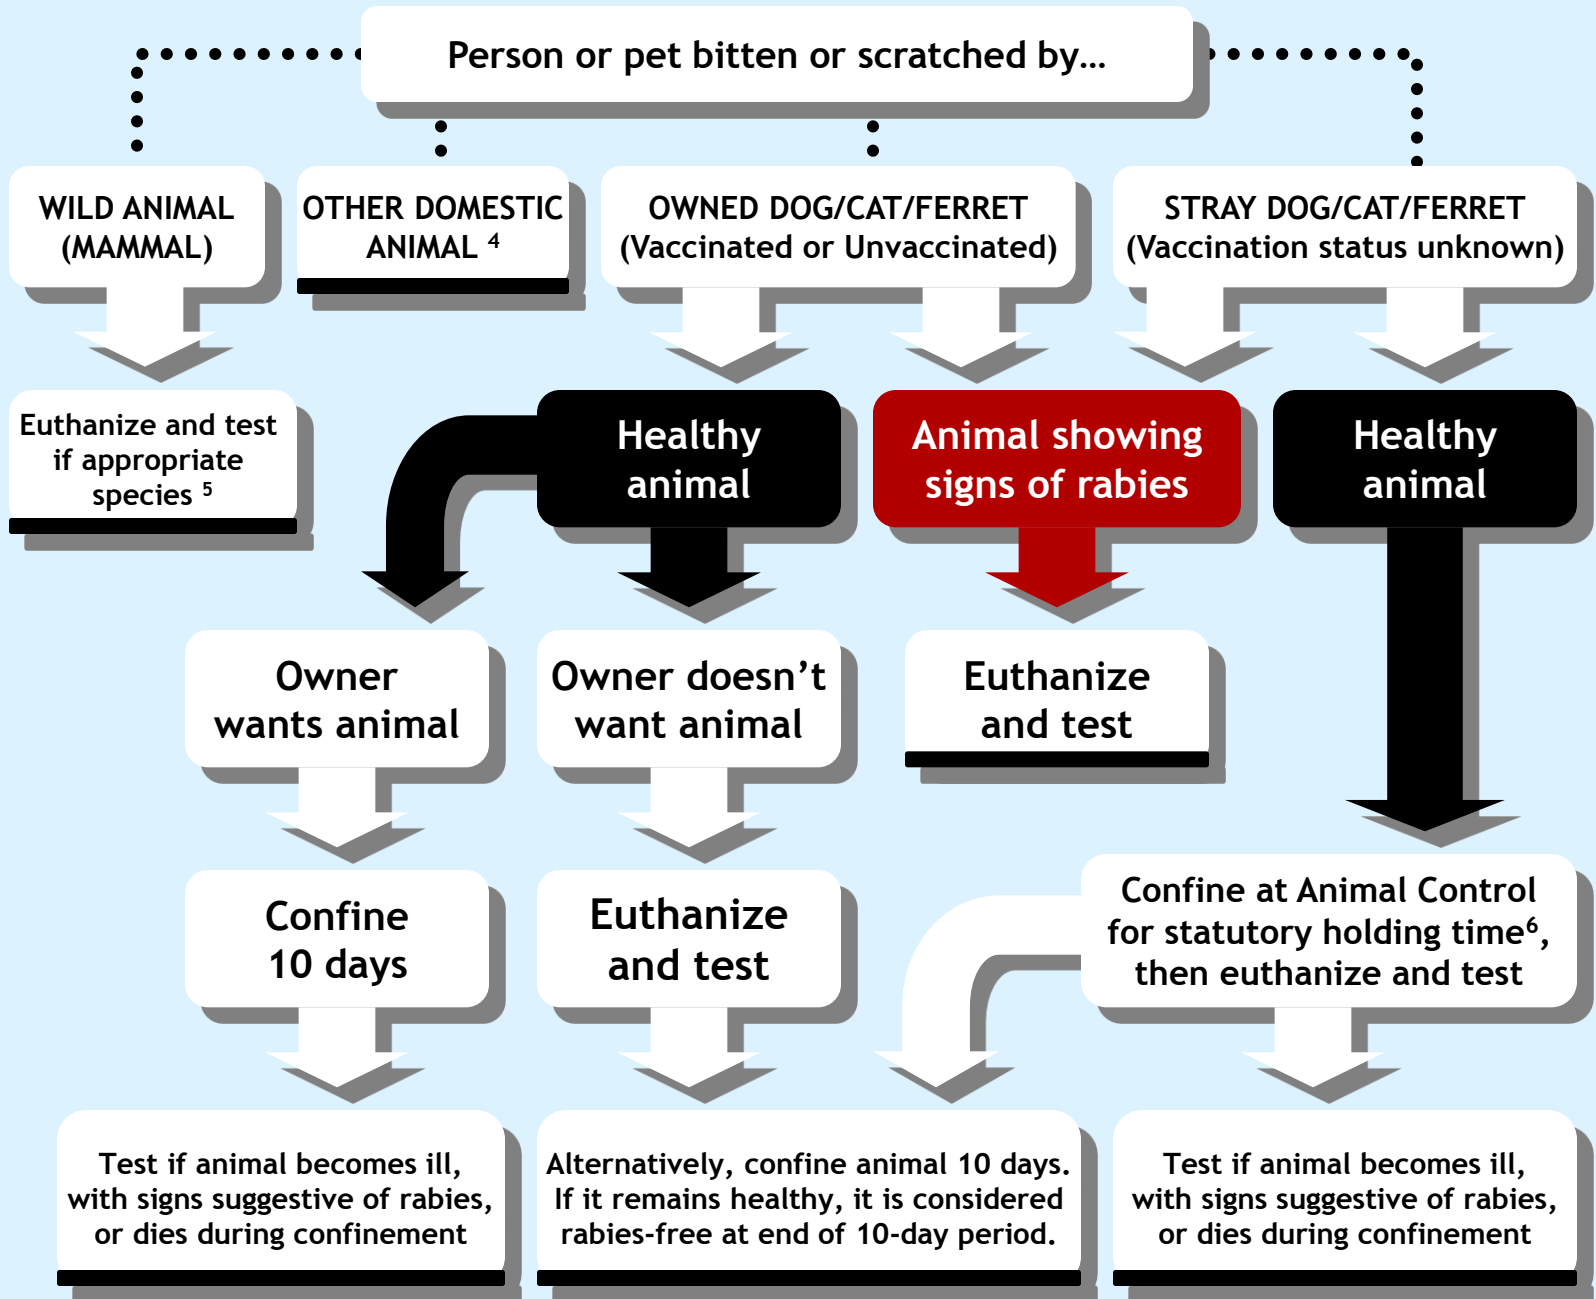 Person or pet bitten or scratched by…
WILD ANIMAL
(MAMMAL)
OTHER DOMESTIC
ANIMAL 4
OWNED DOG/CAT/FERRET
(Vaccinated or Unvaccinated)
STRAY DOG/CAT/FERRET
(Vaccination status unknown)
Euthanize and test
if appropriate
species 5
Healthy
animal
Animal showing
signs of rabies
Healthy
animal
Owner
wants animal
Owner doesn’t
want animal
Euthanize
and test
Confine
10 days
Euthanize
and test
Confine at Animal Control
for statutory holding time6,
then euthanize and test
Test if animal becomes ill,
with signs suggestive of rabies,
or dies during confinement
Alternatively, confine animal 10 days.
If it remains healthy, it is considered
rabies-free at end of 10-day period.
Test if animal becomes ill,
with signs suggestive of rabies,
or dies during confinement